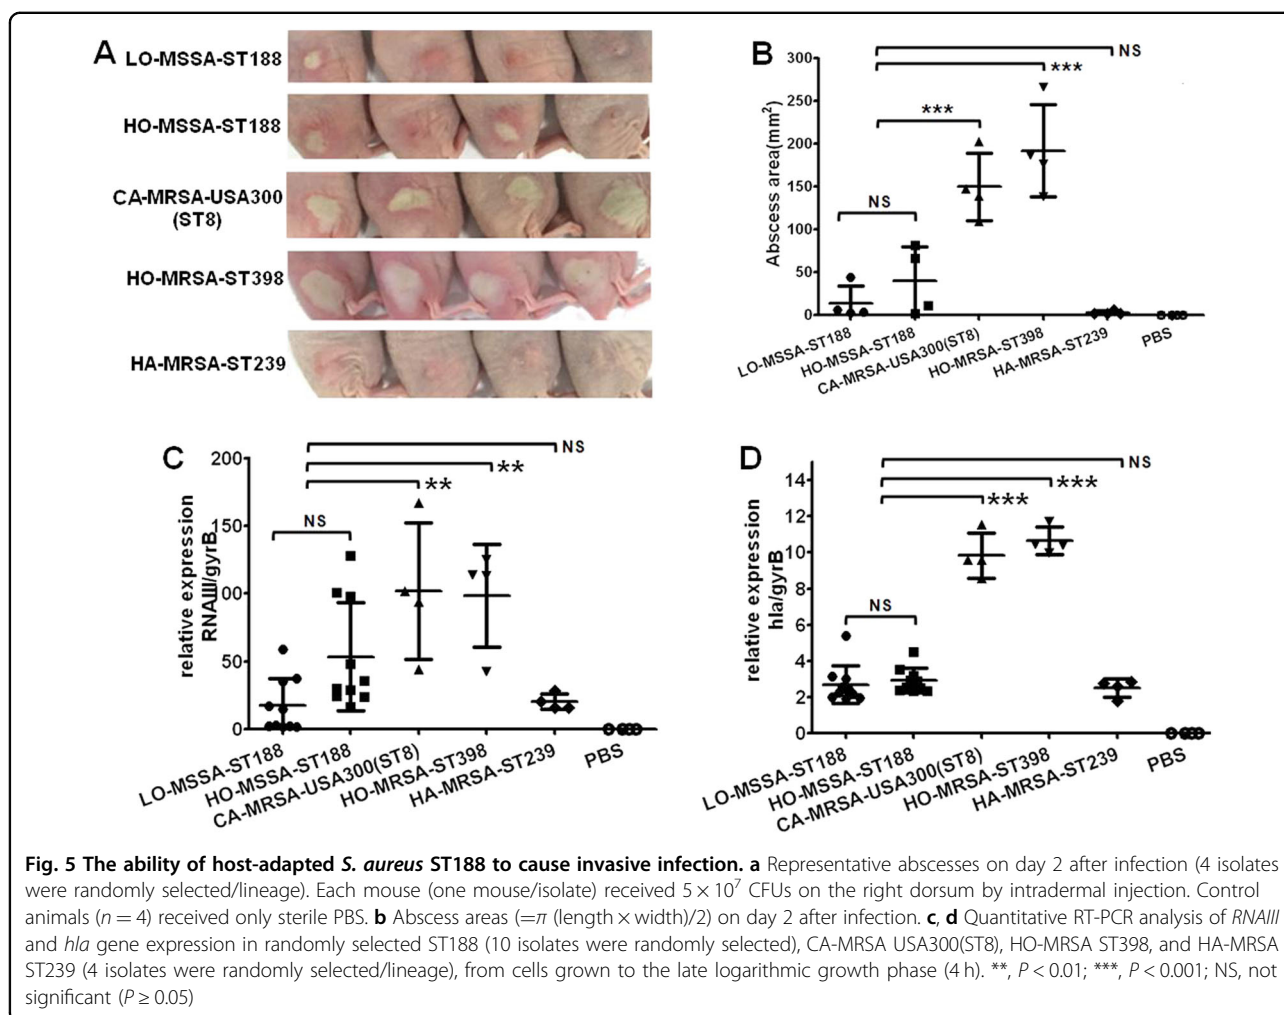 A
LO-MSSA-ST188
HO-MSSA-ST188
CA-MRSA-USA300
(ST8)
HO-MRSA-ST398
HA-MRSA-ST239
B
NS
***
***
NS
Abscess area(mm²)
300
250
200
150
100
50
0
LO-MSSA-ST188
HO-MSSA-ST188
CA-MRSA-USA300(ST8)
HO-MRSA-ST398
HA-MRSA-ST239
PBS
C
NS
**
**
NS
relative expression
RNAIII/gyrB
200
150
100
50
0
LO-MSSA-ST188
HO-MSSA-ST188
CA-MRSA-USA300(ST8)
HO-MRSA-ST398
HA-MRSA-ST239
PBS
D
NS
***
***
NS
relative expression
hla/gyrB
14
12
10
8
6
4
2
0
LO-MSSA-ST188
HO-MSSA-ST188
CA-MRSA-USA300(ST8)
HO-MRSA-ST398
HA-MRSA-ST239
PBS
Fig. 5 The ability of host-adapted S. aureus ST188 to cause invasive infection. a Representative abscesses on day 2 after infection (4 isolates
were randomly selected/lineage). Each mouse (one mouse/isolate) received 5 × 10⁷ CFUs on the right dorsum by intradermal injection. Control
animals (n = 4) received only sterile PBS. b Abscess areas (=π (length × width)/2) on day 2 after infection. c, d Quantitative RT-PCR analysis of RNAIII
and hla gene expression in randomly selected ST188 (10 isolates were randomly selected), CA-MRSA USA300(ST8), HO-MRSA ST398, and HA-MRSA
ST239 (4 isolates were randomly selected/lineage), from cells grown to the late logarithmic growth phase (4 h). **, P < 0.01; ***, P < 0.001; NS, not
significant (P ≥ 0.05)